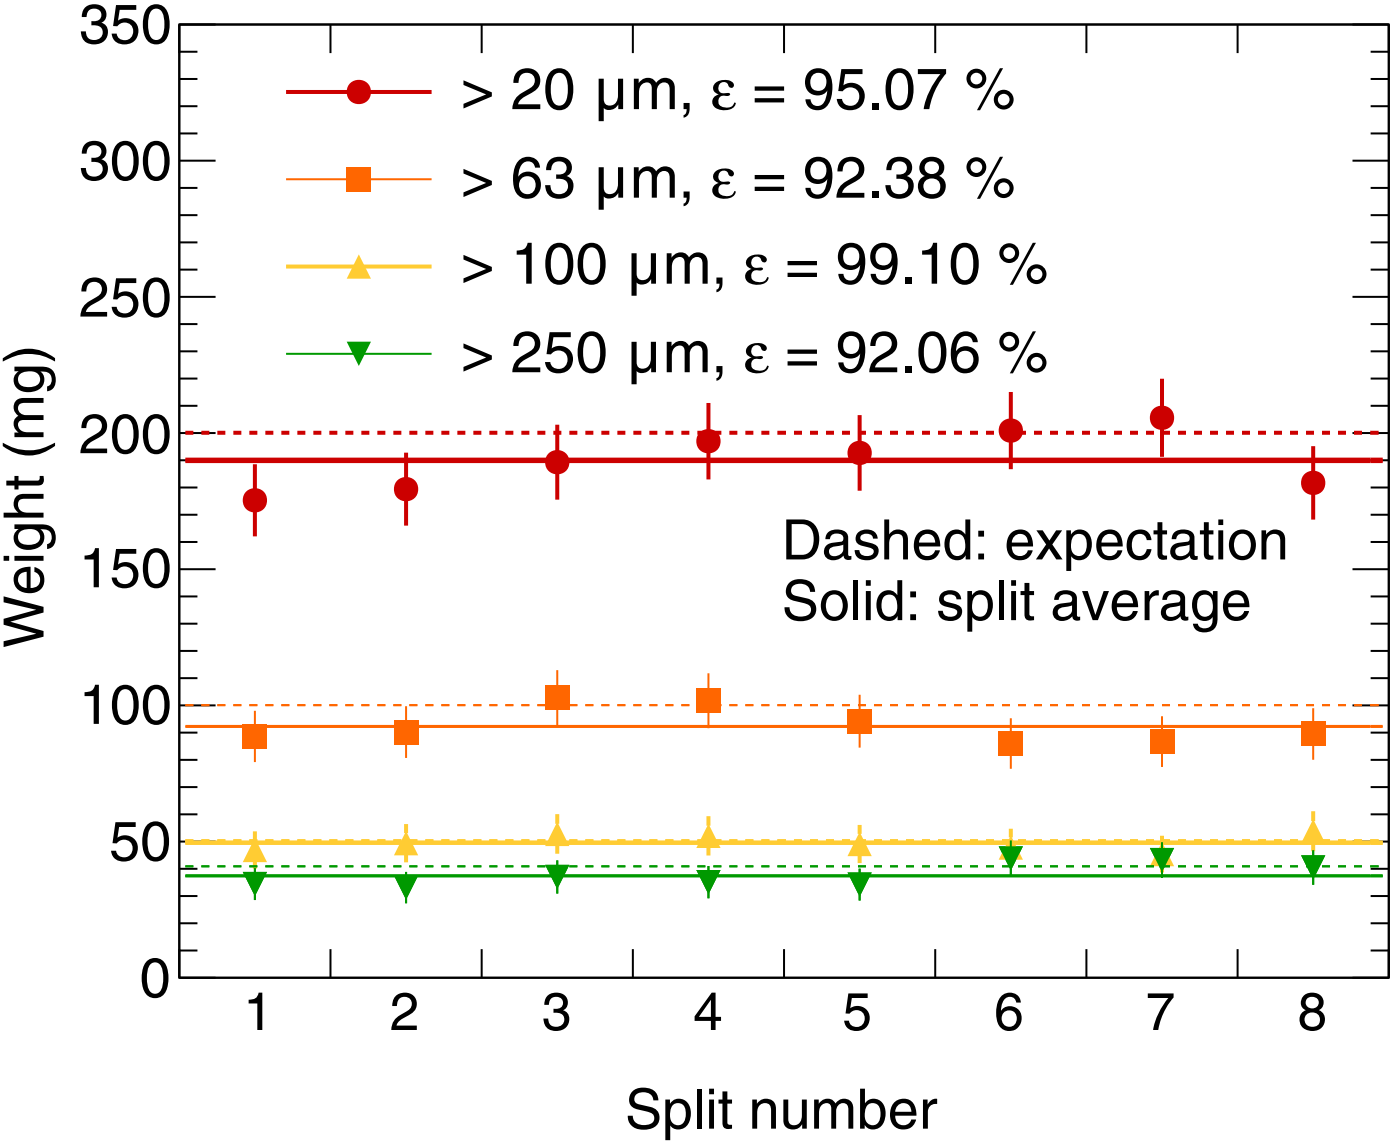 350
300
250
200
150
100
50
0
Weight (mg)
> 20 μm, ε = 95.07 %
> 63 μm, ε = 92.38 %
> 100 μm, ε = 99.10 %
> 250 μm, ε = 92.06 %
Dashed: expectation
Solid: split average
1 2 3 4 5 6 7 8
Split number